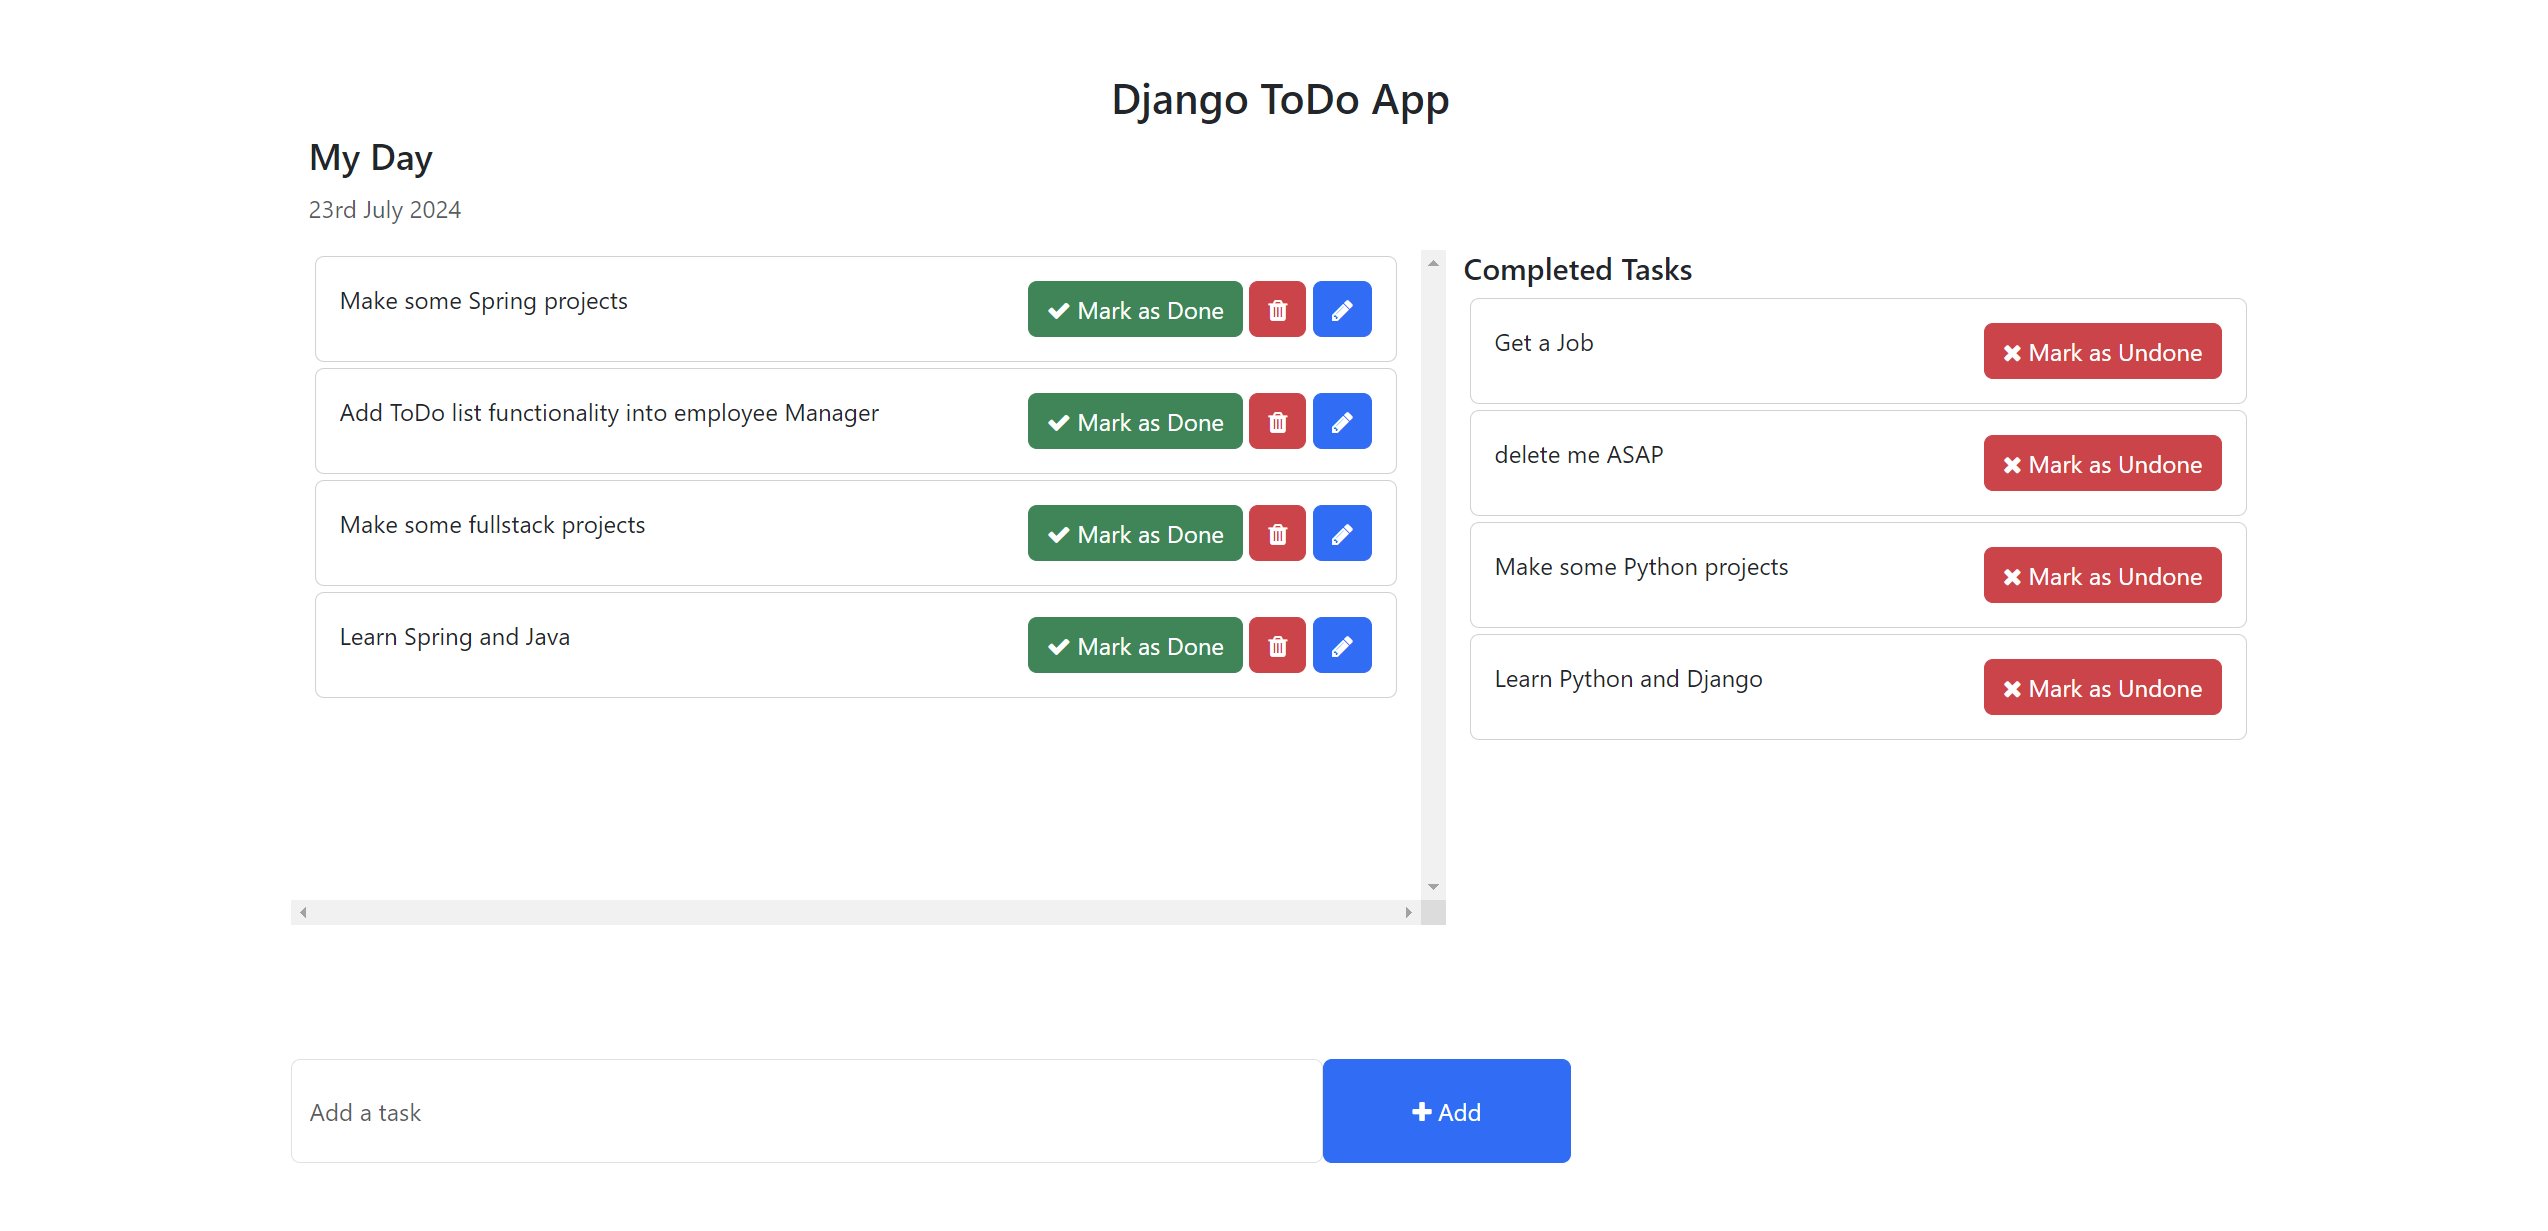 Django ToDo App
My Day
23rd July 2024
Make some Spring projects
Mark as Done
Add ToDo list functionality into employee Manager
Mark as Done
Make some fullstack projects
Mark as Done
Learn Spring and Java
Mark as Done
Completed Tasks
Get a Job
Mark as Undone
delete me ASAP
Mark as Undone
Make some Python projects
Mark as Undone
Learn Python and Django
Mark as Undone
Add a task
Add